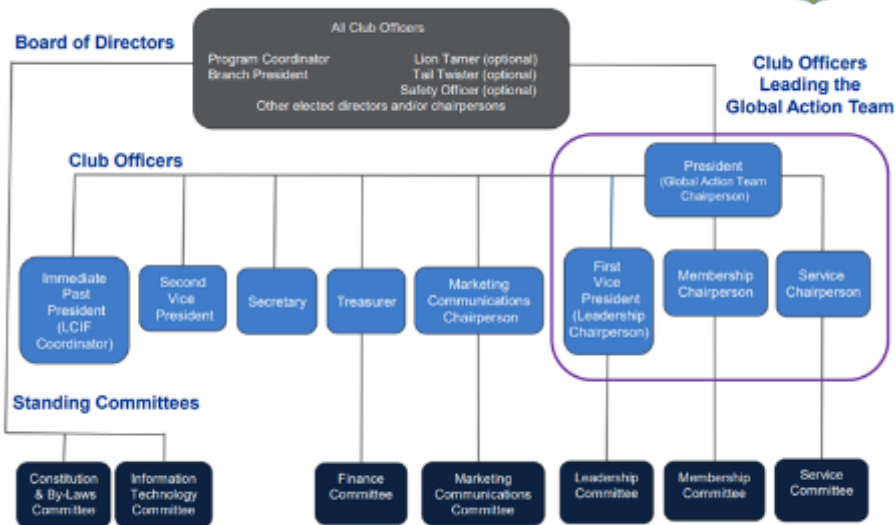 All Club Officers
Board of Directors
Program Coordinator
Lion Tamer (optional)
Branch President
Tail Twister (optional)
Safety Officer (optional)
Other elected directors and/or chairpersons
Club Officers
Leading the
Global Action Team
Club Officers
President
(Global Action Team
Chairperson)
Immediate
Past
President
(LCIF
Coordinator)
Second
Vice
President
Secretary
Treasurer
Marketing
Communications
Chairperson
First
Vice
President
(Leadership
Chairperson)
Membership
Chairperson
Service
Chairperson
Standing Committees
Constitution
& By-Laws
Committee
Information
Technology
Committee
Finance
Committee
Marketing
Communications
Committee
Leadership
Committee
Membership
Committee
Service
Committee